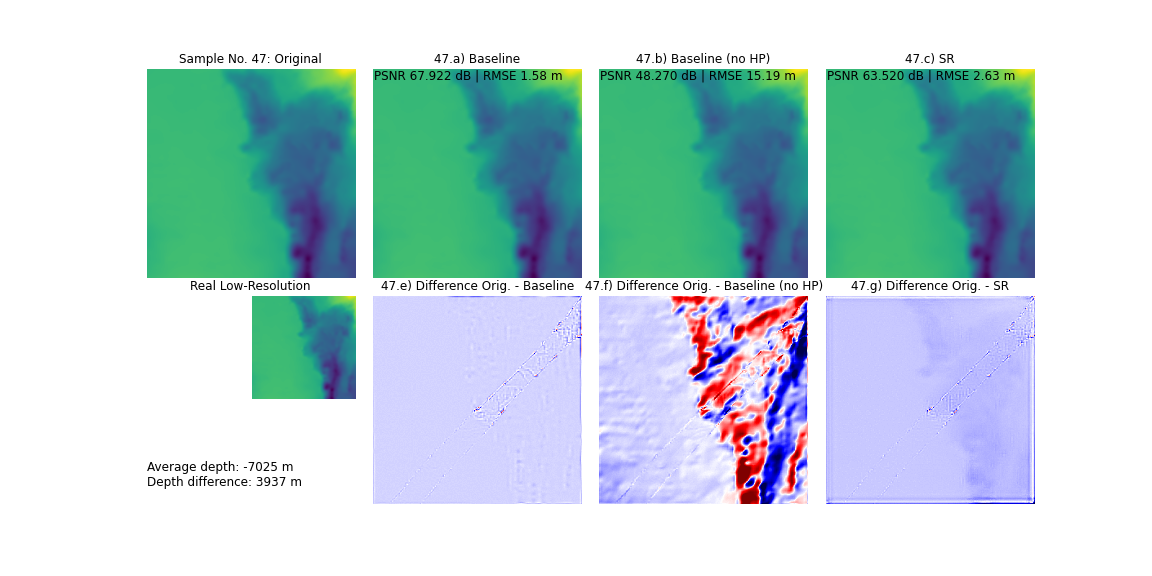 Sample No. 47: Original
47.a) Baseline
47.b) Baseline (no HP)
47.c) SR
PSNR 67.922 dB | RMSE 1.58 m
PSNR 48.270 dB | RMSE 15.19 m
PSNR 63.520 dB | RMSE 2.63 m
Real Low-Resolution
47.e) Difference Orig. - Baseline
47.f) Difference Orig. - Baseline (no HP)
47.g) Difference Orig. - SR
Average depth: -7025 m
Depth difference: 3937 m